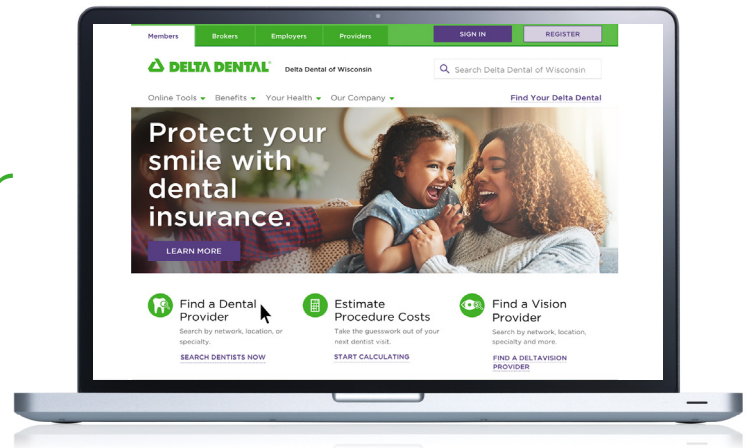 Members Brokers Employers Providers SIGN IN REGISTER
DELTA DENTAL® Delta Dental of Wisconsin Search Delta Dental of Wisconsin
Online Tools Benefits Your Health Our Company Find Your Delta Dental
Protect your
smile with
dental
insurance.
LEARN MORE
Find a Dental
Provider
Search by network, location, or
specialty.
SEARCH DENTISTS NOW
Estimate
Procedure Costs
Take the guesswork out of your
next dentist visit.
START CALCULATING
Find a Vision
Provider
Search by network, location,
specialty and more.
FIND A DELTAVISION
PROVIDER